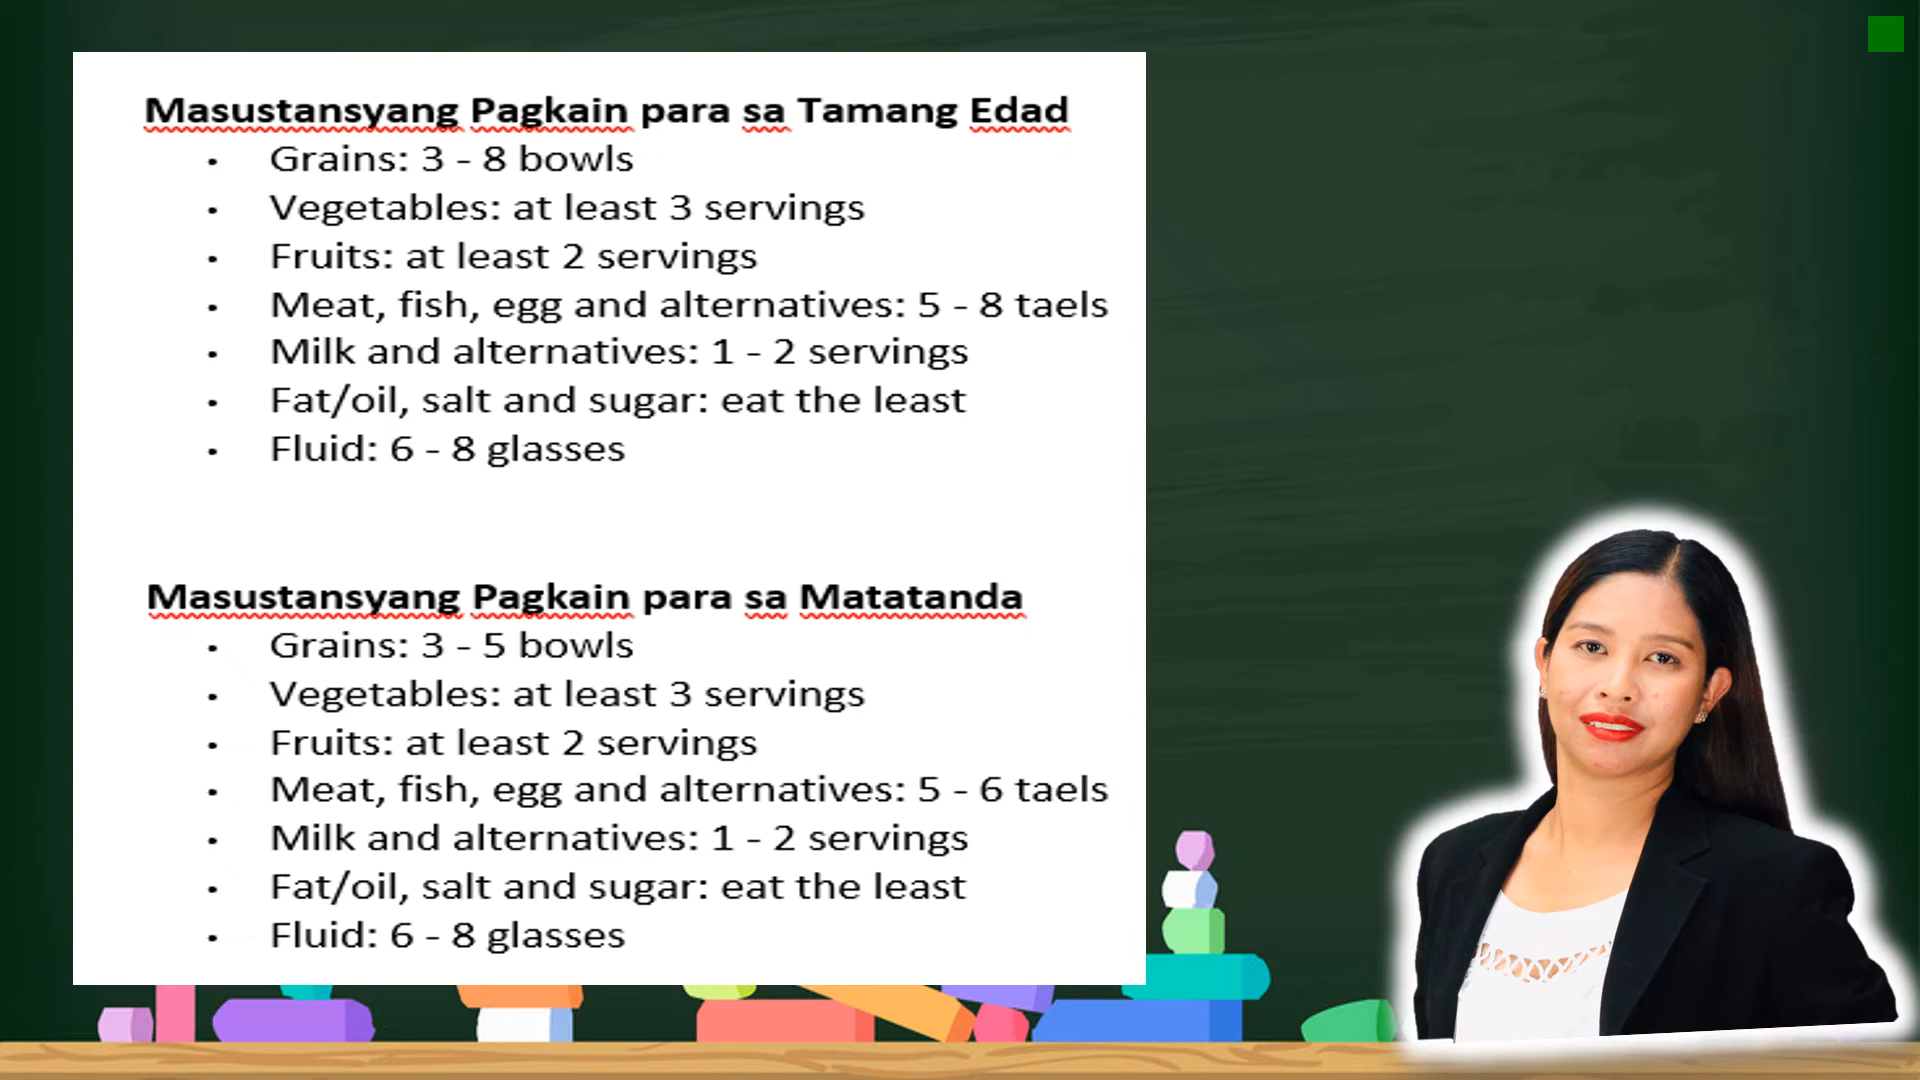 Masustansyang Pagkain para sa Tamang Edad
• Grains: 3 - 8 bowls
• Vegetables: at least 3 servings
• Fruits: at least 2 servings
• Meat, fish, egg and alternatives: 5 - 8 taels
• Milk and alternatives: 1 - 2 servings
• Fat/oil, salt and sugar: eat the least
• Fluid: 6 - 8 glasses
Masustansyang Pagkain para sa Matatanda
• Grains: 3 - 5 bowls
• Vegetables: at least 3 servings
• Fruits: at least 2 servings
• Meat, fish, egg and alternatives: 5 - 6 taels
• Milk and alternatives: 1 - 2 servings
• Fat/oil, salt and sugar: eat the least
• Fluid: 6 - 8 glasses